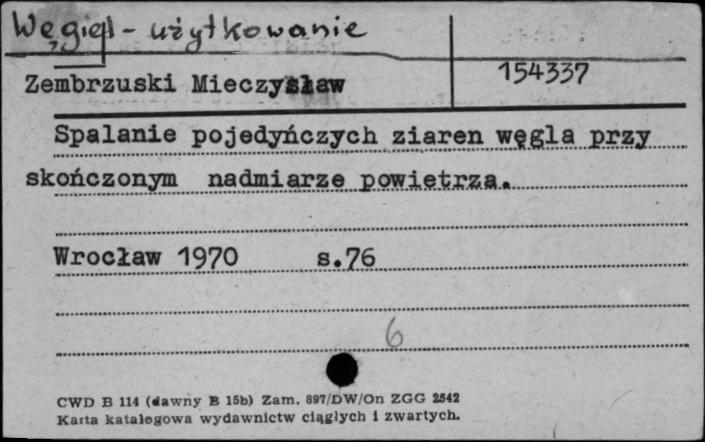 Węgiel - użytkowanie
Zembrzuski Mieczysław
154337
Spalanie pojedyńczych ziaren węgla przy
skończonym nadmiarze powietrza.
Wrocław 1970 s.76
6
CWD B 114 (dawny B 15b) Zam. 897/DW/On ZGG 2542
Karta katalogowa wydawnictw ciągłych i zwartych.